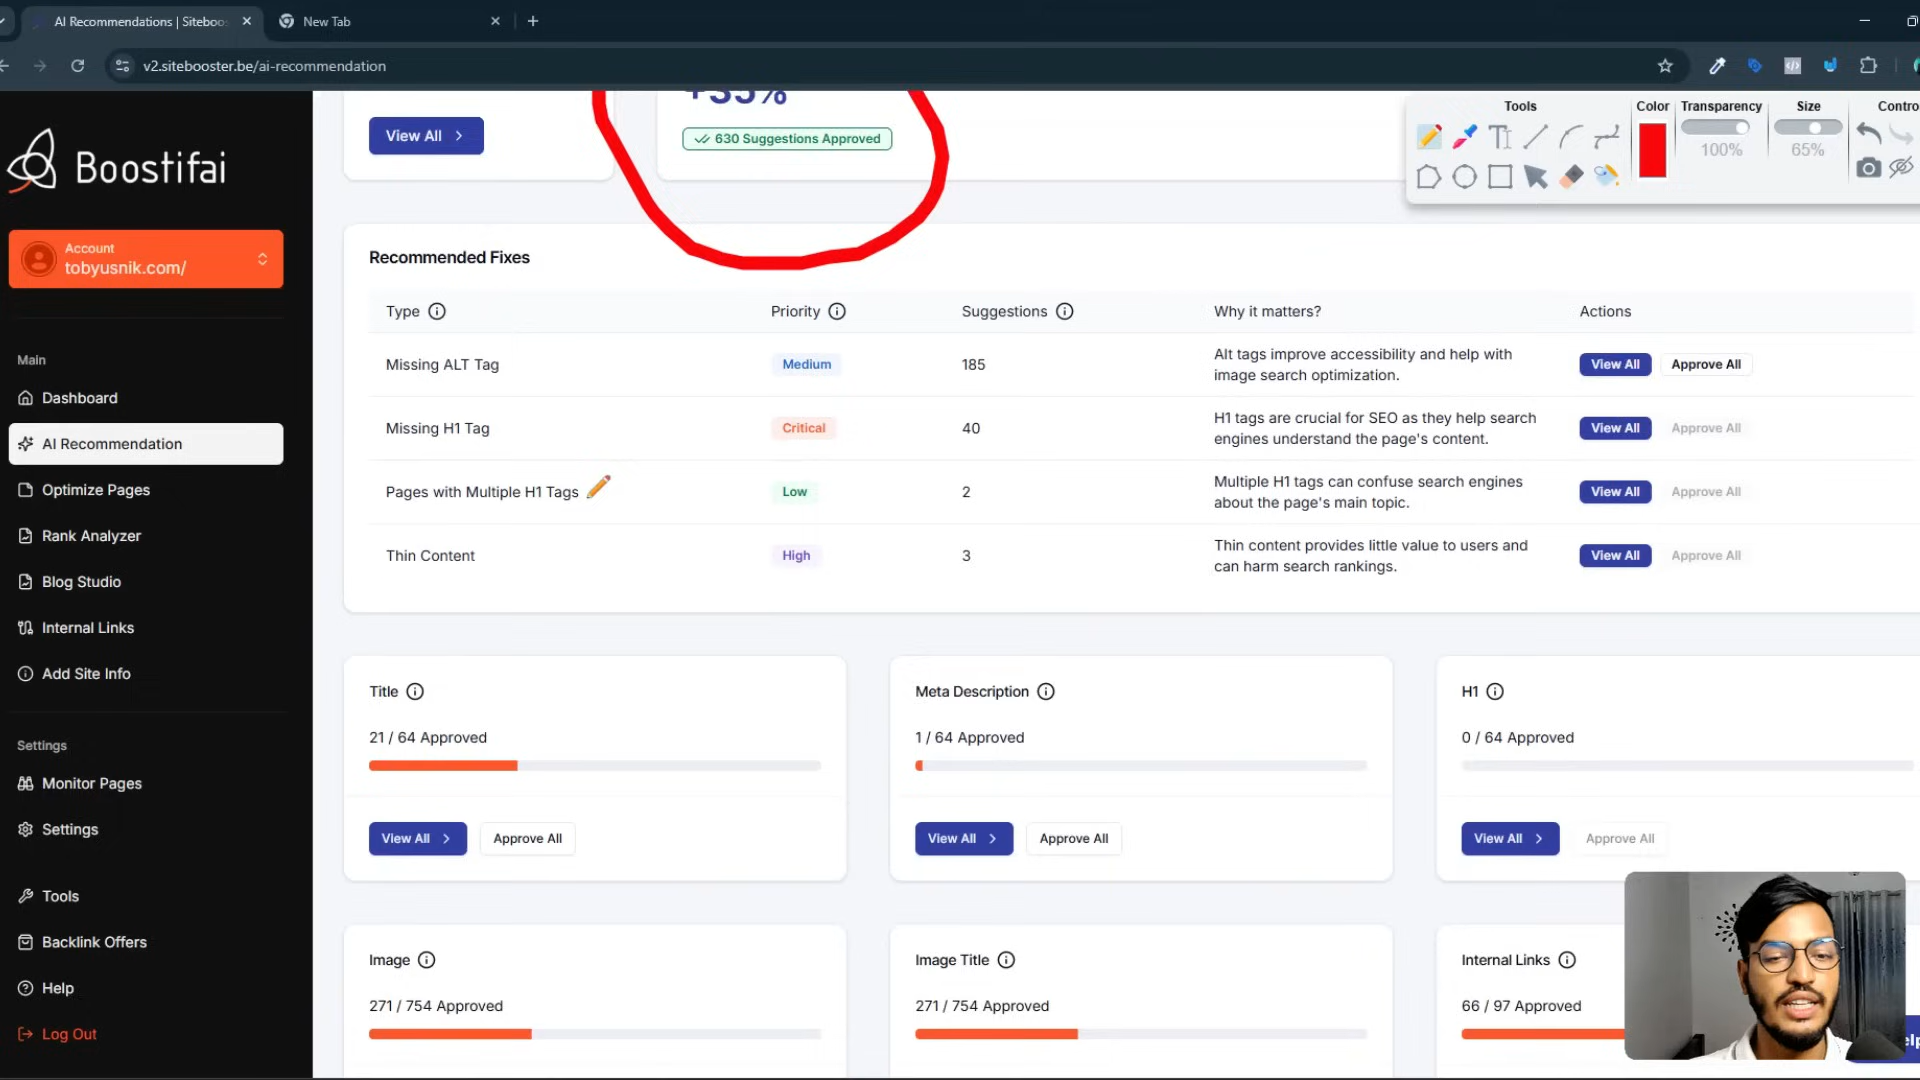 AI Recommendations | Siteboos
New Tab
v2.sitebooster.be/ai-recommendation
Tools
Color
Transparency
Size
Contro
100%
65%
Boostifai
Account
tobyusnik.com/
Main
Dashboard
AI Recommendation
Optimize Pages
Rank Analyzer
Blog Studio
Internal Links
Add Site Info
Settings
Monitor Pages
Settings
Tools
Backlink Offers
Help
Log Out
View All
+35%
630 Suggestions Approved
Recommended Fixes
Type Priority Suggestions Why it matters? Actions
Missing ALT Tag Medium 185 Alt tags improve accessibility and help with View All Approve All
image search optimization.
Missing H1 Tag Critical 40 H1 tags are crucial for SEO as they help search View All Approve All
engines understand the page's content.
Pages with Multiple H1 Tags Low 2 Multiple H1 tags can confuse search engines View All Approve All
about the page's main topic.
Thin Content High 3 Thin content provides little value to users and View All Approve All
can harm search rankings.
Title
21 / 64 Approved
View All Approve All
Meta Description
1 / 64 Approved
View All Approve All
H1
0 / 64 Approved
View All Approve All
Image
271 / 754 Approved
Image Title
271 / 754 Approved
Internal Links
66 / 97 Approved